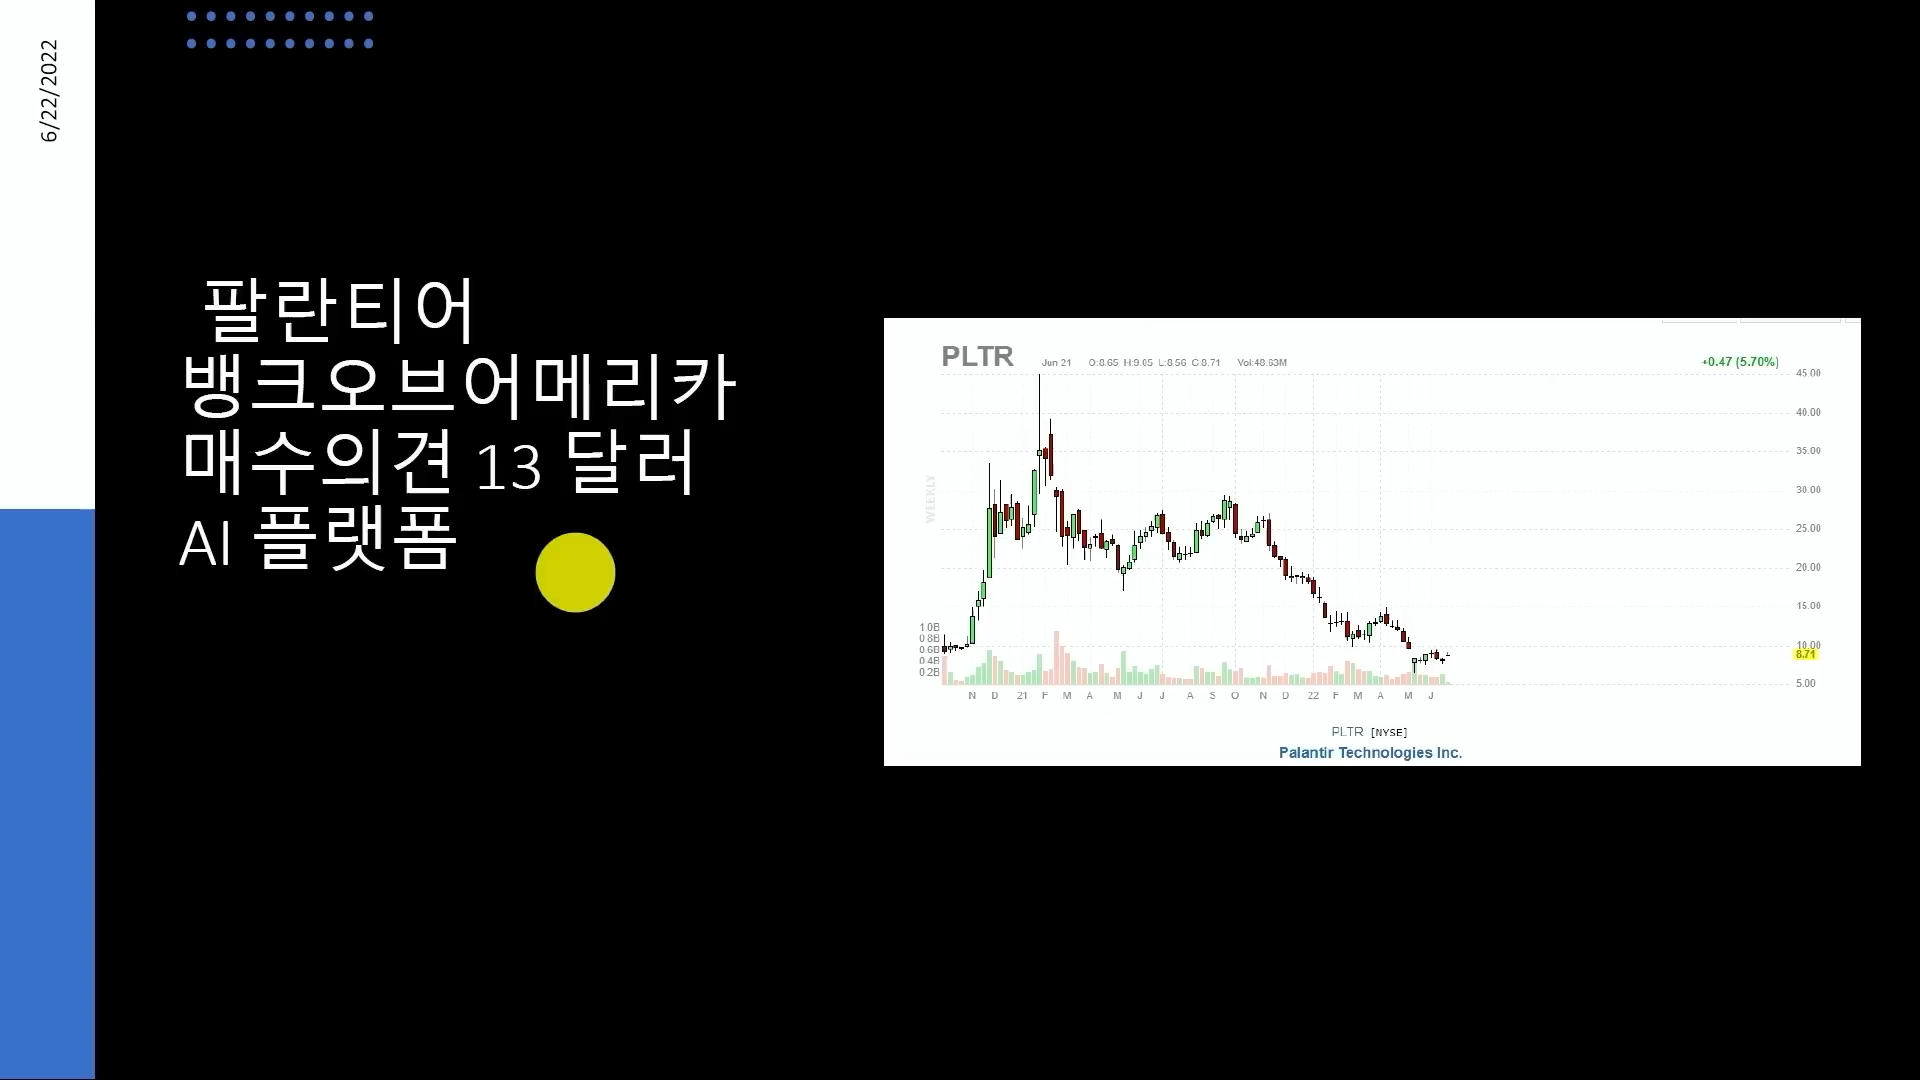 6/22/2022
팔란티어
뱅크오브어메리카
매수의견 13 달러
AI 플랫폼
PLTR Jun 21 O:8.65 H:9.05 L:8.56 C:8.71 Vol:48.63M +0.47 (5.70%)
WEEKLY
45.00
40.00
35.00
30.00
25.00
20.00
15.00
10.00
8.71
5.00
1.0B
0.8B
0.6B
0.4B
0.2B
N D 21 F M A M J J A S O N D 22 F M A M J
PLTR [NYSE]
Palantir Technologies Inc.